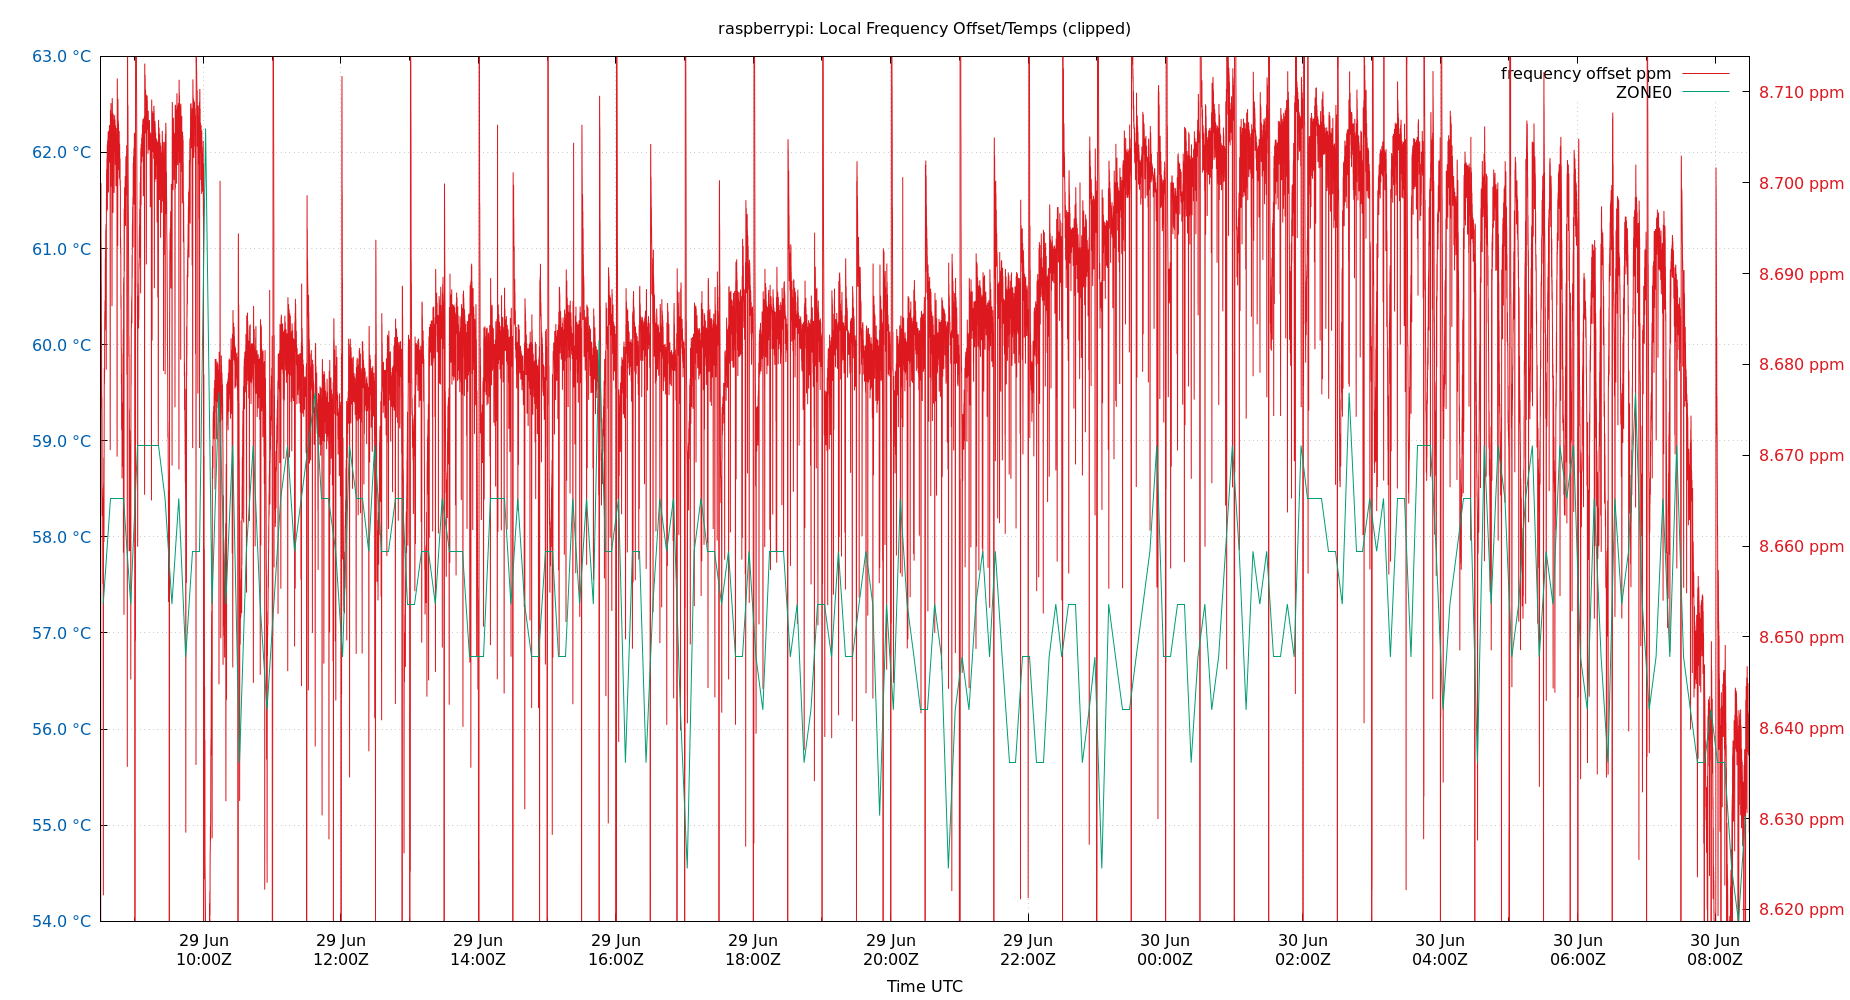 raspberrypi: Local Frequency Offset/Temps (clipped)
63.0 °C
62.0 °C
61.0 °C
60.0 °C
59.0 °C
58.0 °C
57.0 °C
56.0 °C
55.0 °C
54.0 °C
frequency offset ppm
ZONE0
8.710 ppm
8.700 ppm
8.690 ppm
8.680 ppm
8.670 ppm
8.660 ppm
8.650 ppm
8.640 ppm
8.630 ppm
8.620 ppm
29 Jun
10:00Z
29 Jun
12:00Z
29 Jun
14:00Z
29 Jun
16:00Z
29 Jun
18:00Z
29 Jun
20:00Z
29 Jun
22:00Z
30 Jun
00:00Z
30 Jun
02:00Z
30 Jun
04:00Z
30 Jun
06:00Z
30 Jun
08:00Z
Time UTC